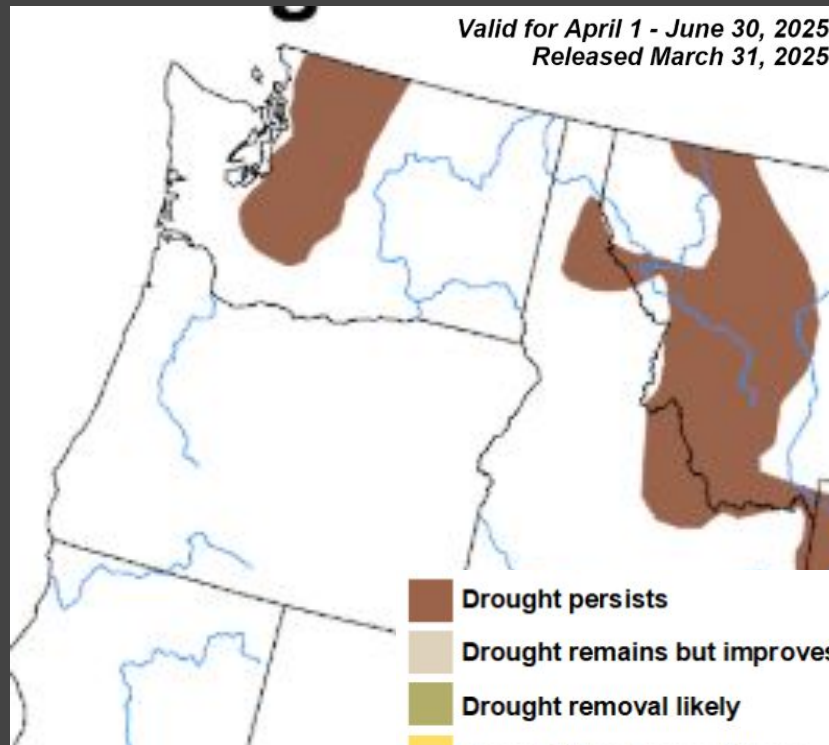 Valid for April 1 - June 30, 2025
Released March 31, 2025
Drought persists
Drought remains but improves
Drought removal likely